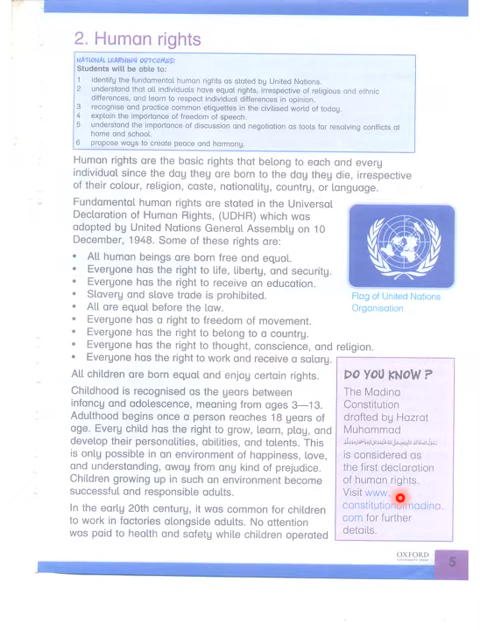 2. Human rights
NATIONAL LEARNING OUTCOMES:
Students will be able to:
1 identify the fundamental human rights as stated by United Nations.
2 understand that all individuals have equal rights, irrespective of religious and ethnic
differences, and learn to respect individual differences in opinion.
3 recognise and practice common etiquettes in the civilised world of today.
4 explain the importance of freedom of speech.
5 understand the importance of discussion and negotiation as tools for resolving conflicts at
home and school.
6 propose ways to create peace and harmony.
Human rights are the basic rights that belong to each and every
individual since the day they are born to the day they die, irrespective
of their colour, religion, caste, nationality, country, or language.
Fundamental human rights are stated in the Universal
Declaration of Human Rights, (UDHR) which was
adopted by United Nations General Assembly on 10
December, 1948. Some of these rights are:
• All human beings are born free and equal.
• Everyone has the right to life, liberty, and security.
• Everyone has the right to receive an education.
• Slavery and slave trade is prohibited.
• All are equal before the law.
• Everyone has a right to freedom of movement.
• Everyone has the right to belong to a country.
• Everyone has the right to thought, conscience, and religion.
• Everyone has the right to work and receive a salary.
Flag of United Nations
Organisation
All children are born equal and enjoy certain rights.
Childhood is recognised as the years between
infancy and adolescence, meaning from ages 3—13.
Adulthood begins once a person reaches 18 years of
age. Every child has the right to grow, learn, play, and
develop their personalities, abilities, and talents. This
is only possible in an environment of happiness, love,
and understanding, away from any kind of prejudice.
Children growing up in such an environment become
successful and responsible adults.
In the early 20th century, it was common for children
to work in factories alongside adults. No attention
was paid to health and safety while children operated
DO YOU KNOW?
The Madina
Constitution
drafted by Hazrat
Muhammad
is considered as
the first declaration
of human rights.
Visit www.
constitutionofmadina.
com for further
details.
OXFORD
5